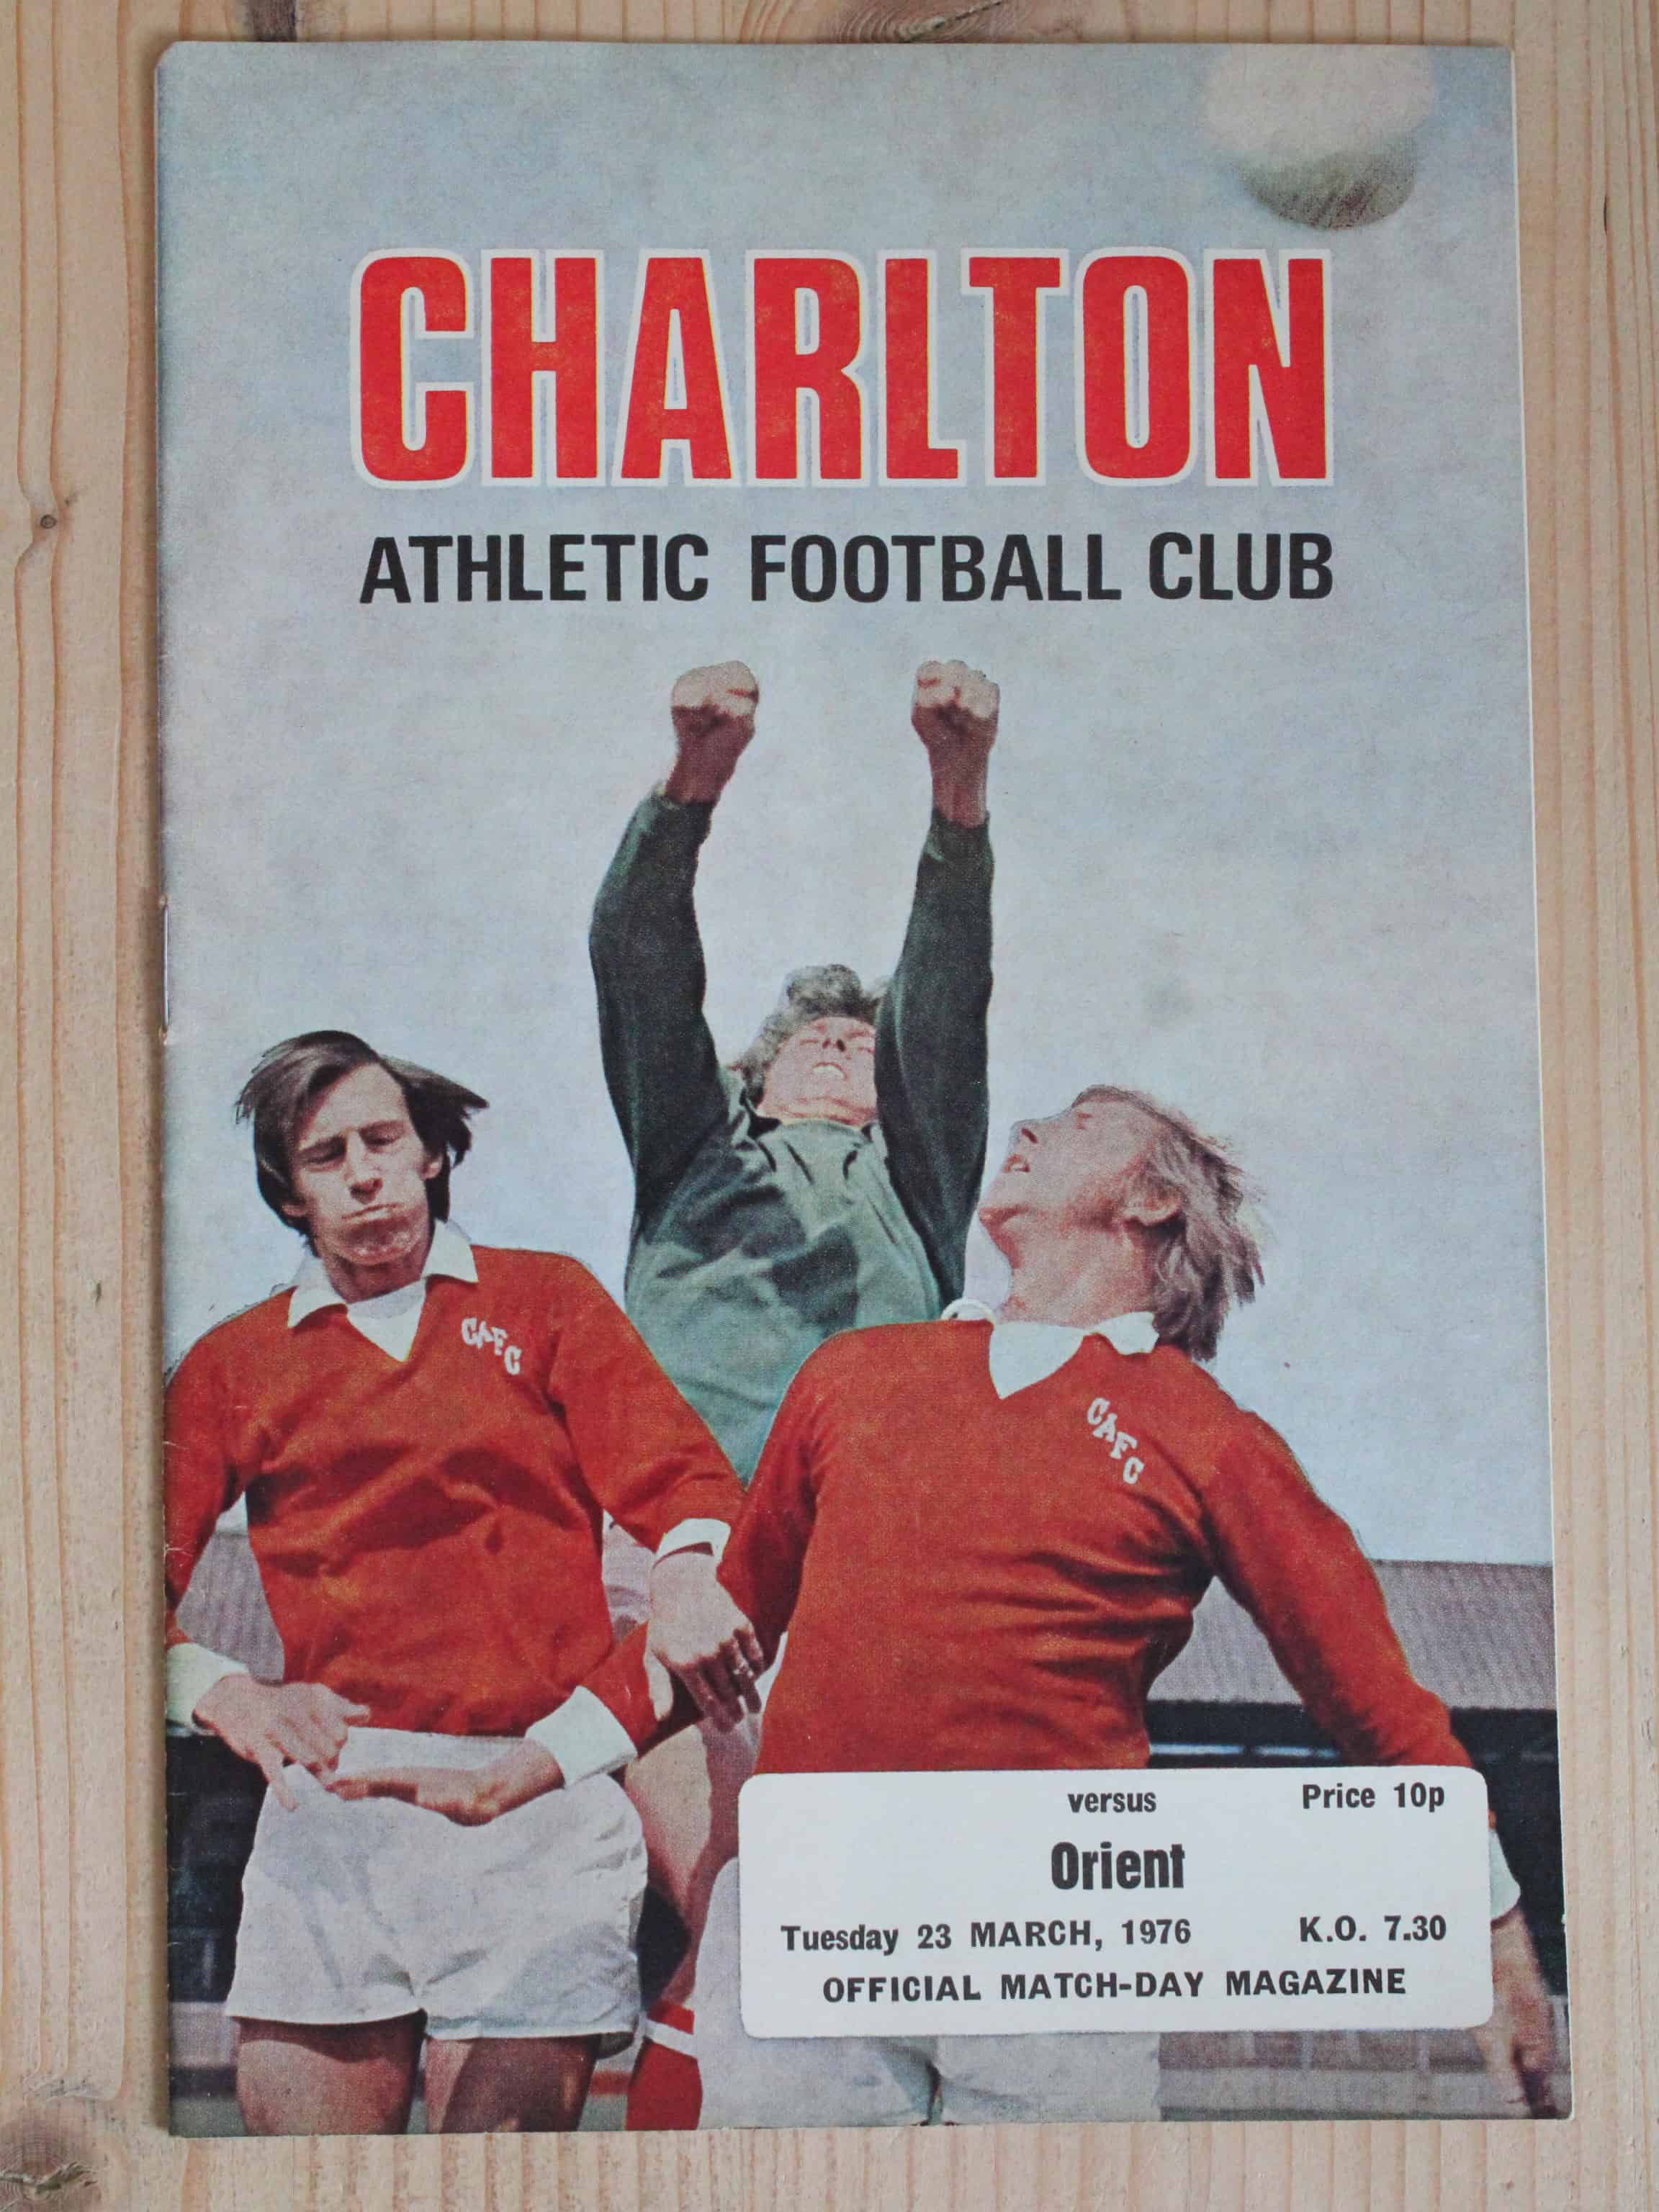 CHARLTON
ATHLETIC FOOTBALL CLUB
CAFC
CAFC
versus
Price 10p
Orient
Tuesday 23 MARCH, 1976
K.O. 7.30
OFFICIAL MATCH-DAY MAGAZINE